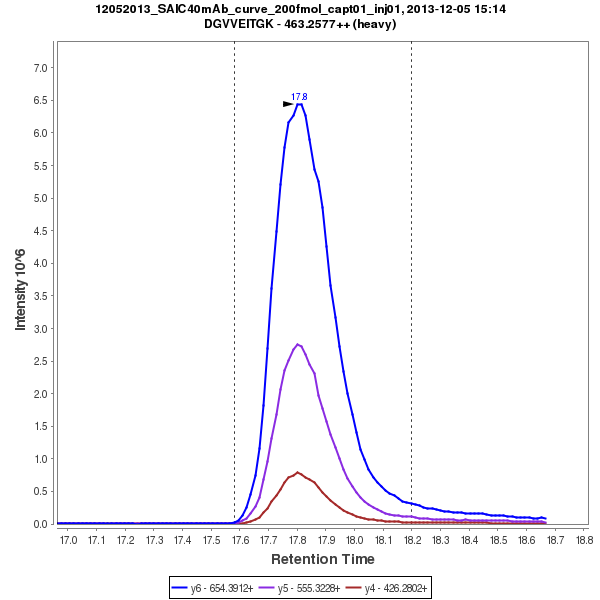 12052013_SAIC40mAb_curve_200fmol_capt01_inj01, 2013-12-05 15:14
DGVVEITGK - 463.2577++ (heavy)
17.8
7.0
6.5
6.0
5.5
5.0
4.5
4.0
3.5
3.0
2.5
2.0
1.5
1.0
0.5
0.0
Intensity 10^6
17.0 17.1 17.2 17.3 17.4 17.5 17.6 17.7 17.8 17.9 18.0 18.1 18.2 18.3 18.4 18.5 18.6 18.7 18.8
Retention Time
y6 - 654.3912+ y5 - 555.3228+ y4 - 426.2802+